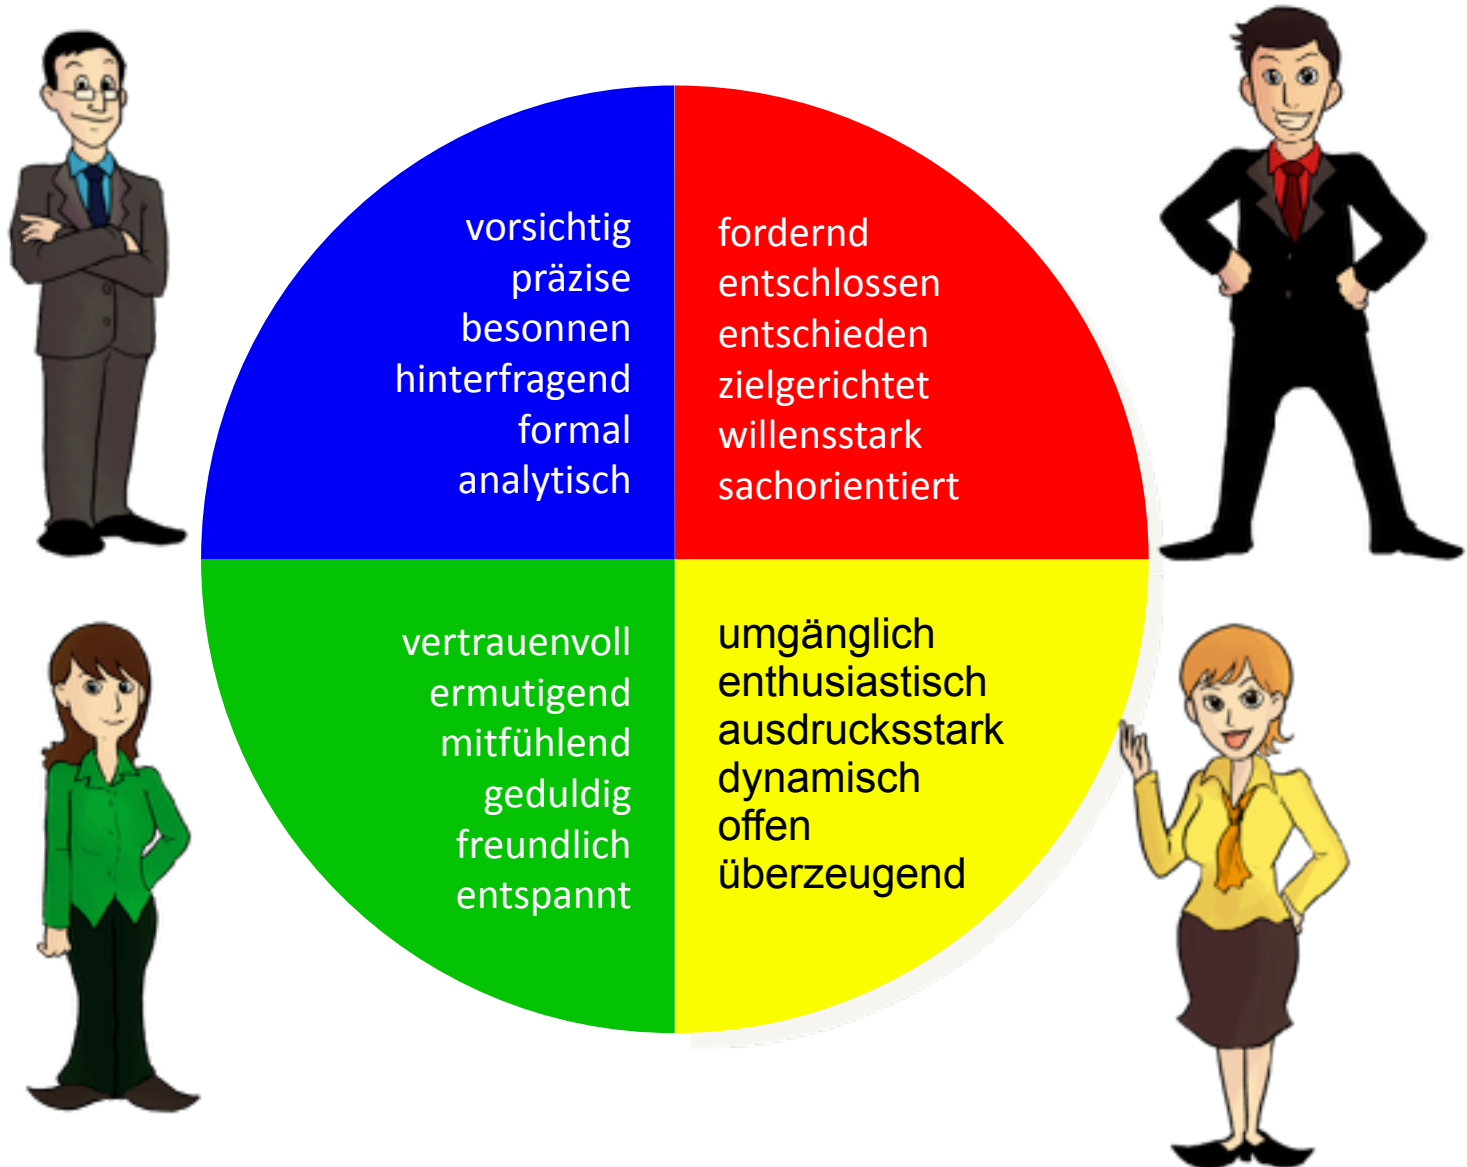 vorsichtig
präzise
besonnen
hinterfragend
formal
analytisch
fordernd
entschlossen
entschieden
zielgerichtet
willensstark
sachorientiert
vertrauenvoll
ermutigend
mitfühlend
geduldig
freundlich
entspannt
umgänglich
enthusiastisch
ausdrucksstark
dynamisch
offen
überzeugend